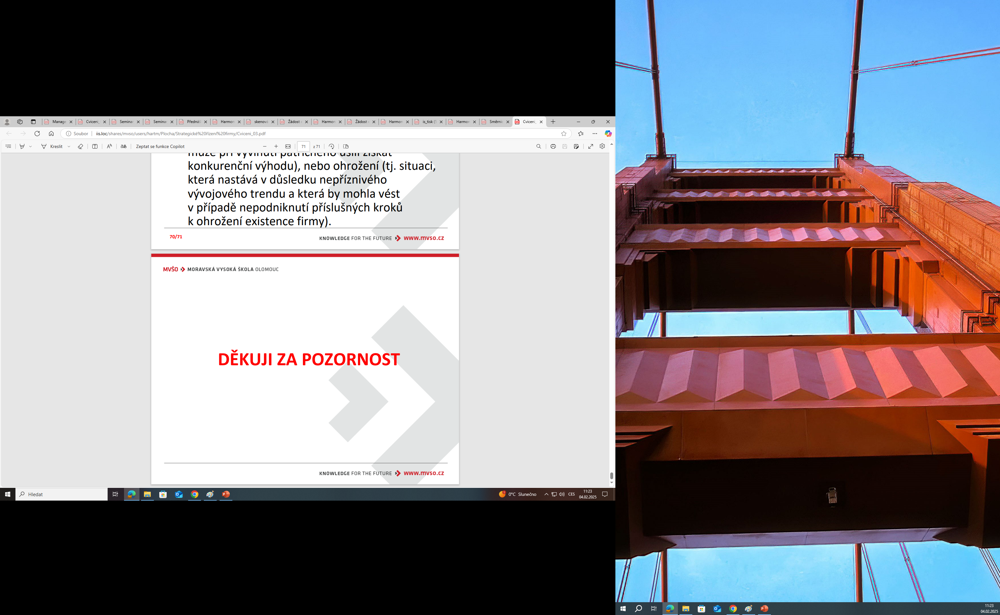 Manage
Cviceni_
Seminar
Seminar
Přednáš
Harmon
skenová
Žádost o
Harmon
Žádost o
Harmon
is_tisk (5
Harmon
Směrnic
Cviceni_
Soubor
iis.loc/shares/mvso/users/hartm/Plocha/Strategické%20řízení%20firmy/Cviceni_03.pdf
Kreslit
Zeptat se funkce Copilot
71
z 71
může při vyvinutí patřičného úsilí získat
konkurenční výhodu), nebo ohrožení (tj. situaci,
která nastává v důsledku nepříznivého
vývojového trendu a která by mohla vést
v případě nepodniknutí příslušných kroků
k ohrožení existence firmy).
70/71
KNOWLEDGE FOR THE FUTURE www.mvso.cz
MVŠO MORAVSKÁ VYSOKÁ ŠKOLA OLOMOUC
DĚKUJI ZA POZORNOST
KNOWLEDGE FOR THE FUTURE www.mvso.cz
Hledat
0°C Slunečno
CES
11:23
04.02.2025
11:23
04.02.2025